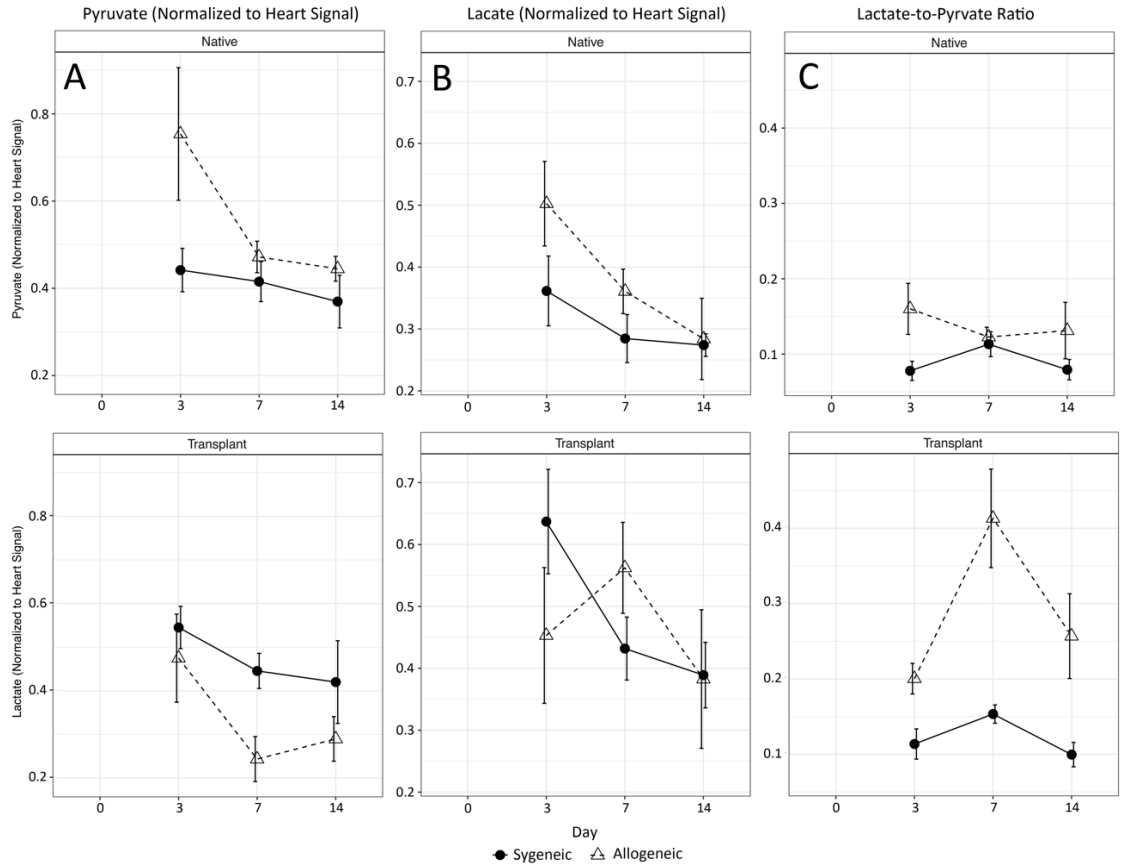 Pyruvate (Normalized to Heart Signal)
Lacate (Normalized to Heart Signal)
Lactate-to-Pyrvate Ratio
Native
Native
Native
A
B
C
Pyruvate (Normalized to Heart Signal)
0.8
0.6
0.4
0.2
0 3 7 14
0.7
0.6
0.5
0.4
0.3
0.2
0 3 7 14
0.4
0.3
0.2
0.1
0 3 7 14
Transplant
Transplant
Transplant
Lactate (Normalized to Heart Signal)
0.8
0.6
0.4
0.2
0 3 7 14
0.7
0.6
0.5
0.4
0.3
0.2
0 3 7 14
0.4
0.3
0.2
0.1
0 3 7 14
Day
Sygeneic Allogeneic